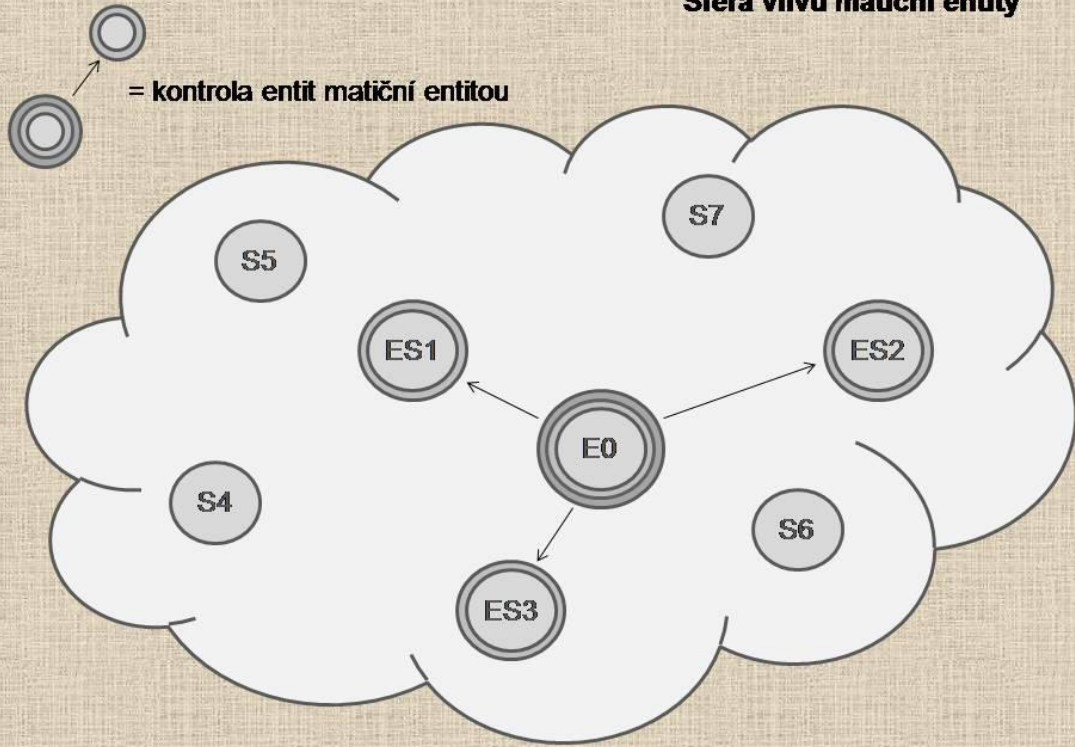 Sféra vlivu matiční entity
= kontrola entit matiční entitou
S7
S5
ES1
ES2
E0
S4
S6
ES3